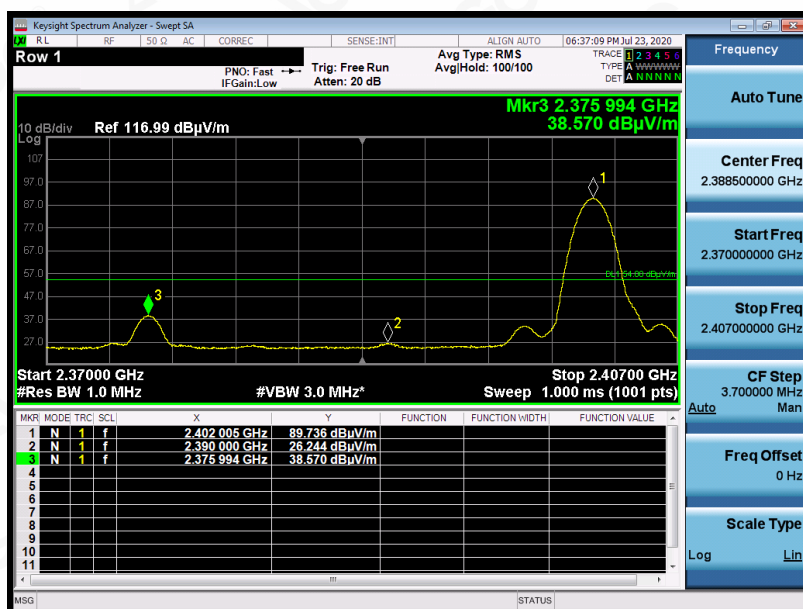 Keysight Spectrum Analyzer - Swept SA
LXI RL RF 50 Ω AC CORREC SENSE:INT ALIGN AUTO 06:37:09 PM Jul 23, 2020
Row 1
PNO: Fast
IFGain:Low
Trig: Free Run
Atten: 20 dB
Avg Type: RMS
Avg|Hold: 100/100
TRACE 1 2 3 4 5 6
TYPE A WWWWW
DET A N N N N N
Mkr3 2.375 994 GHz
38.570 dBµV/m
10 dB/div Ref 116.99 dBµV/m
Log
107
97.0
87.0
77.0
67.0
57.0
47.0
37.0
27.0
1
2
3
DL1 54.00 dBµV/m
Start 2.37000 GHz Stop 2.40700 GHz
#Res BW 1.0 MHz #VBW 3.0 MHz* Sweep 1.000 ms (1001 pts)
MKR MODE TRC SCL X Y FUNCTION FUNCTION WIDTH FUNCTION VALUE
1 N 1 f 2.402 005 GHz 89.736 dBµV/m
2 N 1 f 2.390 000 GHz 26.244 dBµV/m
3 N 1 f 2.375 994 GHz 38.570 dBµV/m
4
5
6
7
8
9
10
11
MSG STATUS
Frequency
Auto Tune
Center Freq
2.388500000 GHz
Start Freq
2.370000000 GHz
Stop Freq
2.407000000 GHz
CF Step
3.700000 MHz
Auto Man
Freq Offset
0 Hz
Scale Type
Log Lin